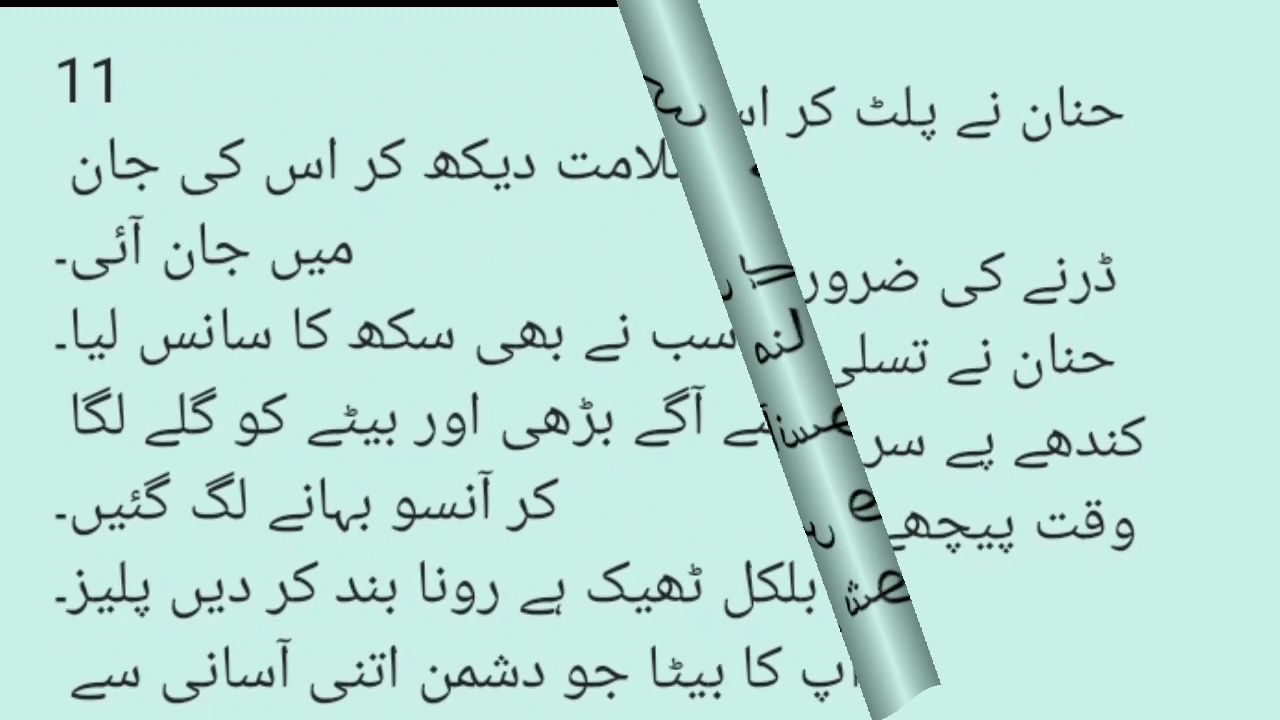 11
دیکھ کر اس کی جان
میں جان آئی۔
سب نے بھی سکھ کا سانس لیا۔
آگے بڑھی اور بیٹے کو گلے لگا
کر آنسو بہانے لگ گئیں۔
بلکل ٹھیک ہے رونا بند کر دیں پلیز۔
کا بیٹا جو دشمن اتنی آسانی سے
حنان نے پلٹ کر
ڈرنے کی
حنان نے تسلی
کندھے پے سر
وقت پیچھے